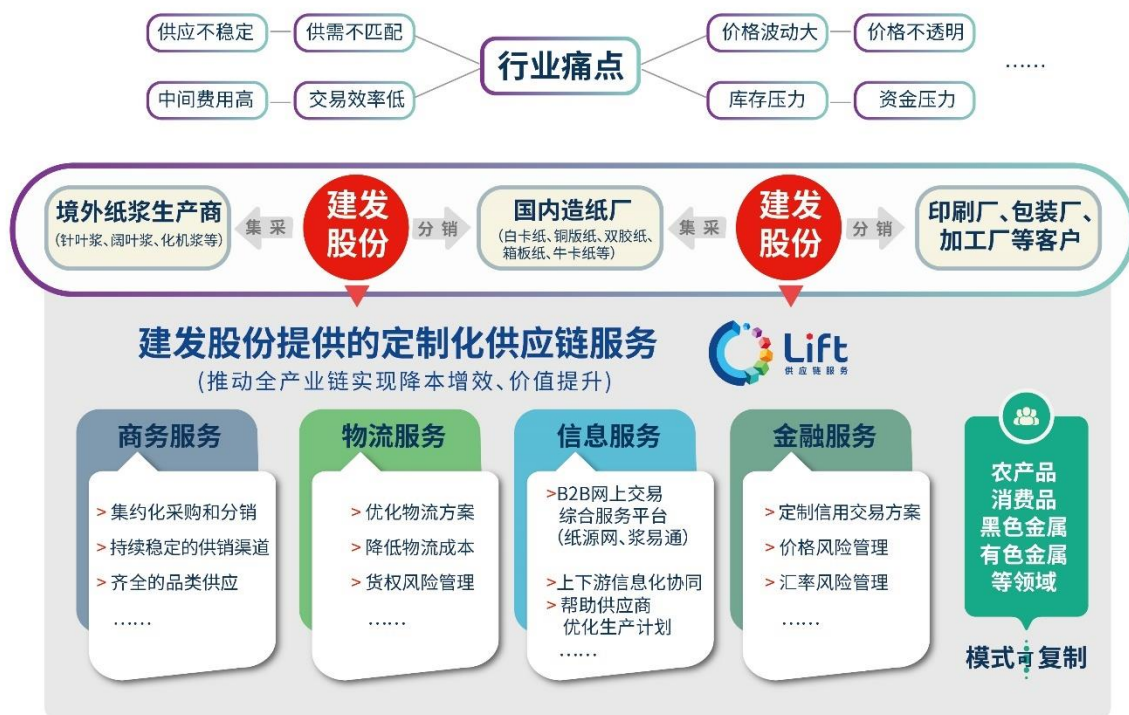 供应不稳定
供需不匹配
行业痛点
价格波动大
价格不透明
中间费用高
交易效率低
库存压力
资金压力
……
境外纸浆生产商
(针叶浆、阔叶浆、化机浆等)
集采
建发
股份
分销
国内造纸厂
(白卡纸、铜版纸、双胶纸、
箱板纸、牛卡纸等)
集采
建发
股份
分销
印刷厂、包装厂、
加工厂等客户
建发股份提供的定制化供应链服务
(推动全产业链实现降本增效、价值提升)
Lift
供应链服务
商务服务
>集约化采购和分销
>持续稳定的供销渠道
>齐全的品类供应
……
物流服务
>优化物流方案
>降低物流成本
>货权风险管理
……
信息服务
>B2B网上交易
综合服务平台
(纸源网、浆易通)
>上下游信息化协同
>帮助供应商
优化生产计划
……
金融服务
>定制信用交易方案
>价格风险管理
>汇率风险管理
……
农产品
消费品
黑色金属
有色金属
等领域
模式可复制